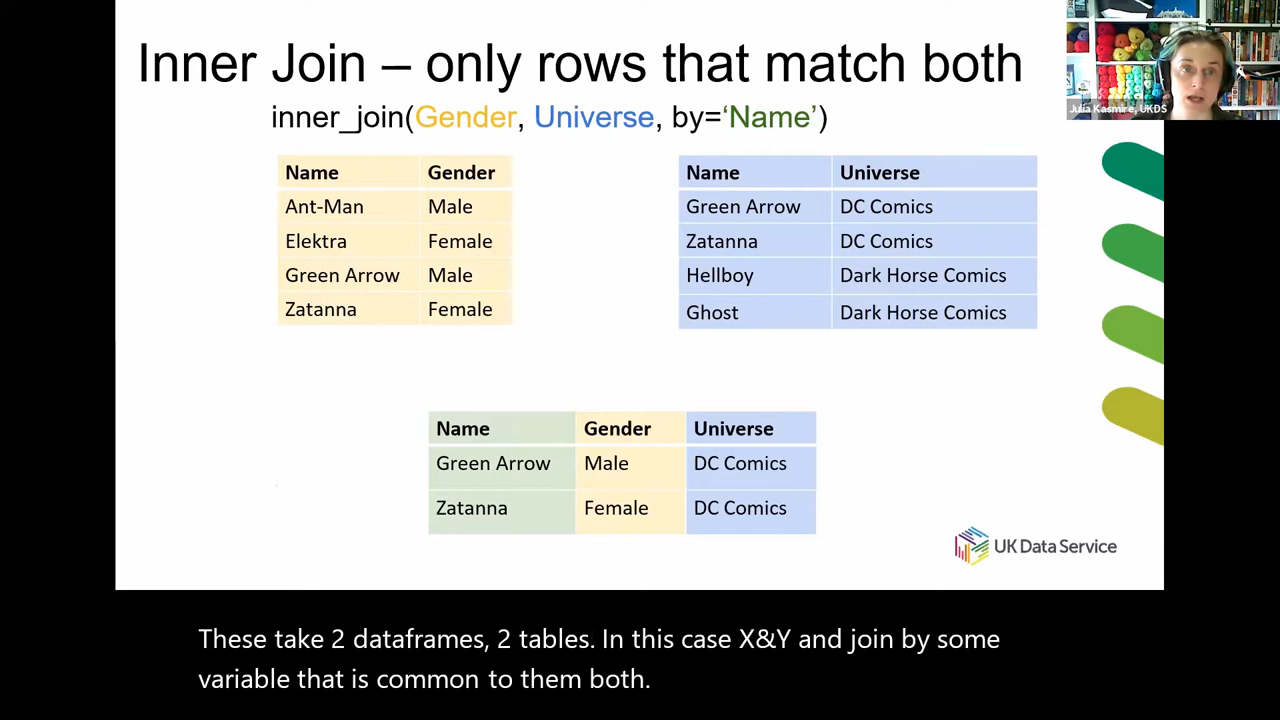 Inner Join – only rows that match both
inner_join(Gender, Universe, by=‘Name’)
Julia Kasmire, UKDS
Name Gender
Ant-Man Male
Elektra Female
Green Arrow Male
Zatanna Female
Name Universe
Green Arrow DC Comics
Zatanna DC Comics
Hellboy Dark Horse Comics
Ghost Dark Horse Comics
Name Gender Universe
Green Arrow Male DC Comics
Zatanna Female DC Comics
UK Data Service
These take 2 dataframes, 2 tables. In this case X&Y and join by some
variable that is common to them both.